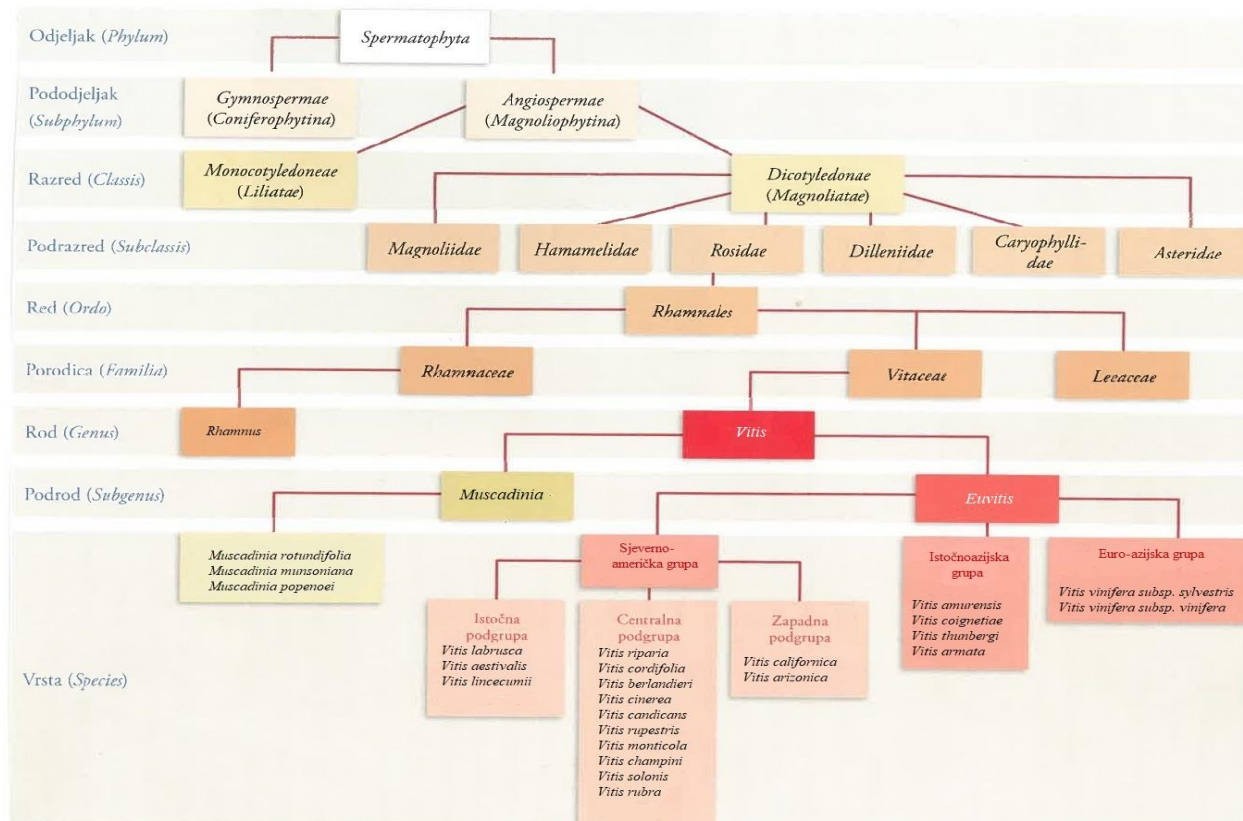 Odjeljak (Phylum)
Spermatophyta
Pododjeljak
(Subphylum)
Gymnospermae
(Coniferophytina)
Angiospermae
(Magnoliophytina)
Razred (Classis)
Monocotyledoneae
(Liliatae)
Dicotyledonae
(Magnoliatae)
Podrazred (Subclassis)
Magnoliidae
Hamamelidae
Rosidae
Dilleniidae
Caryophylli-
dae
Asteridae
Red (Ordo)
Rhamnales
Porodica (Familia)
Rhamnaceae
Vitaceae
Leeaceae
Rod (Genus)
Rhamnus
Vitis
Podrod (Subgenus)
Muscadinia
Euvitis
Vrsta (Species)
Muscadinia rotundifolia
Muscadinia munsoniana
Muscadinia popenoei
Sjeverno-
američka grupa
Istočna
podgrupa
Vitis labrusca
Vitis aestivalis
Vitis lincecumii
Centralna
podgrupa
Vitis riparia
Vitis cordifolia
Vitis berlandieri
Vitis cinerea
Vitis candicans
Vitis rupestris
Vitis monticola
Vitis champini
Vitis solonis
Vitis rubra
Zapadna
podgrupa
Vitis californica
Vitis arizonica
Istočnoazijska
grupa
Vitis amurensis
Vitis coignetiae
Vitis thunbergi
Vitis armata
Euro-azijska grupa
Vitis vinifera subsp. sylvestris
Vitis vinifera subsp. vinifera